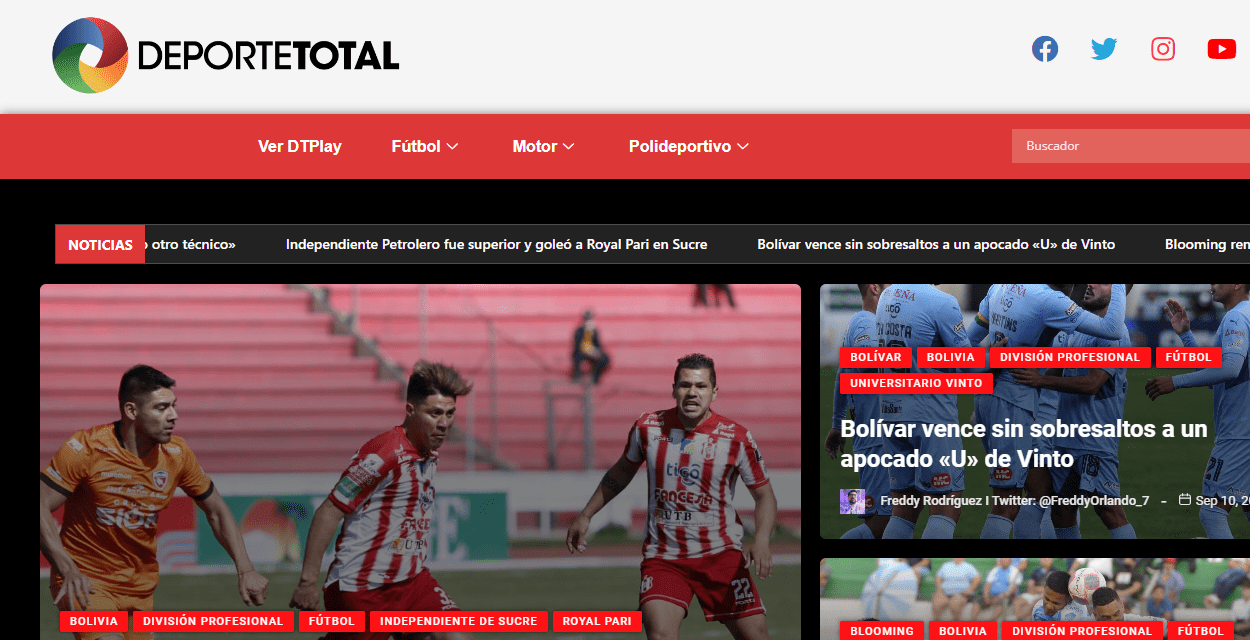 DEPORTETOTAL
Ver DTPlay
Fútbol
Motor
Polideportivo
Buscador
NOTICIAS
o otro técnico»
Independiente Petrolero fue superior y goleó a Royal Pari en Sucre
Bolívar vence sin sobresaltos a un apocado «U» de Vinto
Blooming
tigo
22
BOLIVIA
DIVISIÓN PROFESIONAL
FÚTBOL
INDEPENDIENTE DE SUCRE
ROYAL PARI
BOLÍVAR
BOLIVIA
DIVISIÓN PROFESIONAL
FÚTBOL
UNIVERSITARIO VINTO
Bolívar vence sin sobresaltos a un
apocado «U» de Vinto
Freddy Rodríguez I Twitter: @FreddyOrlando_7 - Sep 10, 20
BLOOMING
BOLIVIA
DIVISIÓN PROFESIONAL
FÚTBOL